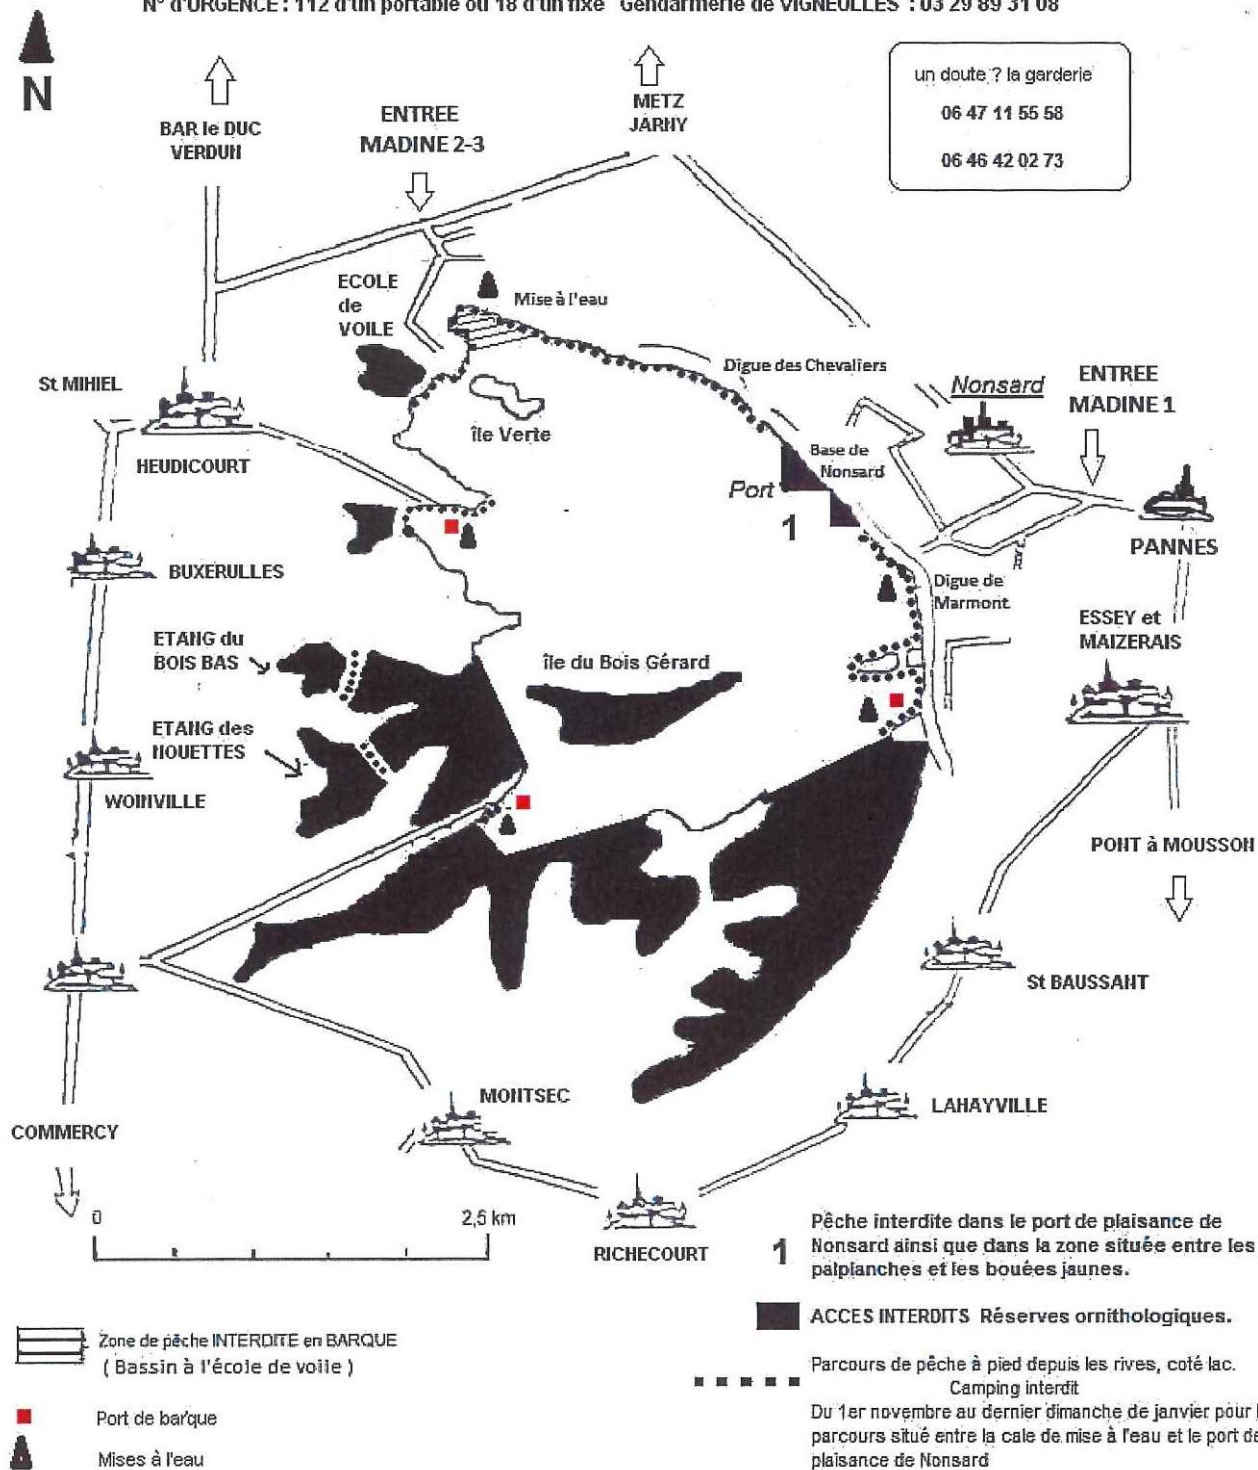 N° d'URGENCE : 112 d'un portable ou 18 d'un fixe Gendarmerie de VIGNEULLES : 03 29 89 31 08
N
un doute ? la garderie
06 47 11 55 58
06 46 42 02 73
BAR le DUC
VERDUN
ENTREE
MADINE 2-3
METZ
JARNY
ECOLE
de
VOILE
Mise à l'eau
Digue des Chevaliers
St MIHIEL
HEUDICOURT
île Verte
Nonsard
ENTREE
MADINE 1
Base de
Nonsard
Port
1
PANNES
BUXERULLES
Digue de
Marmont
ESSEY et
MAIZERAIS
ETANG du
BOIS BAS
île du Bois Gérard
ETANG des
NOUETTES
WOINVILLE
PONT à MOUSSON
St BAUSSANT
MONTSEC
LAHAYVILLE
COMMERCY
RICHECOURT
0 2,5 km
1 Pêche interdite dans le port de plaisance de
Nonsard ainsi que dans la zone située entre les
palplanches et les bouées jaunes.
ACCES INTERDITS Réserves ornithologiques.
Zone de pêche INTERDITE en BARQUE
( Bassin à l'école de voile )
Port de barque
Mises à l'eau
Parcours de pêche à pied depuis les rives, coté lac.
Camping interdit
Du 1er novembre au dernier dimanche de janvier pour
parcours situé entre la cale de mise à l'eau et le port de
plaisance de Nonsard